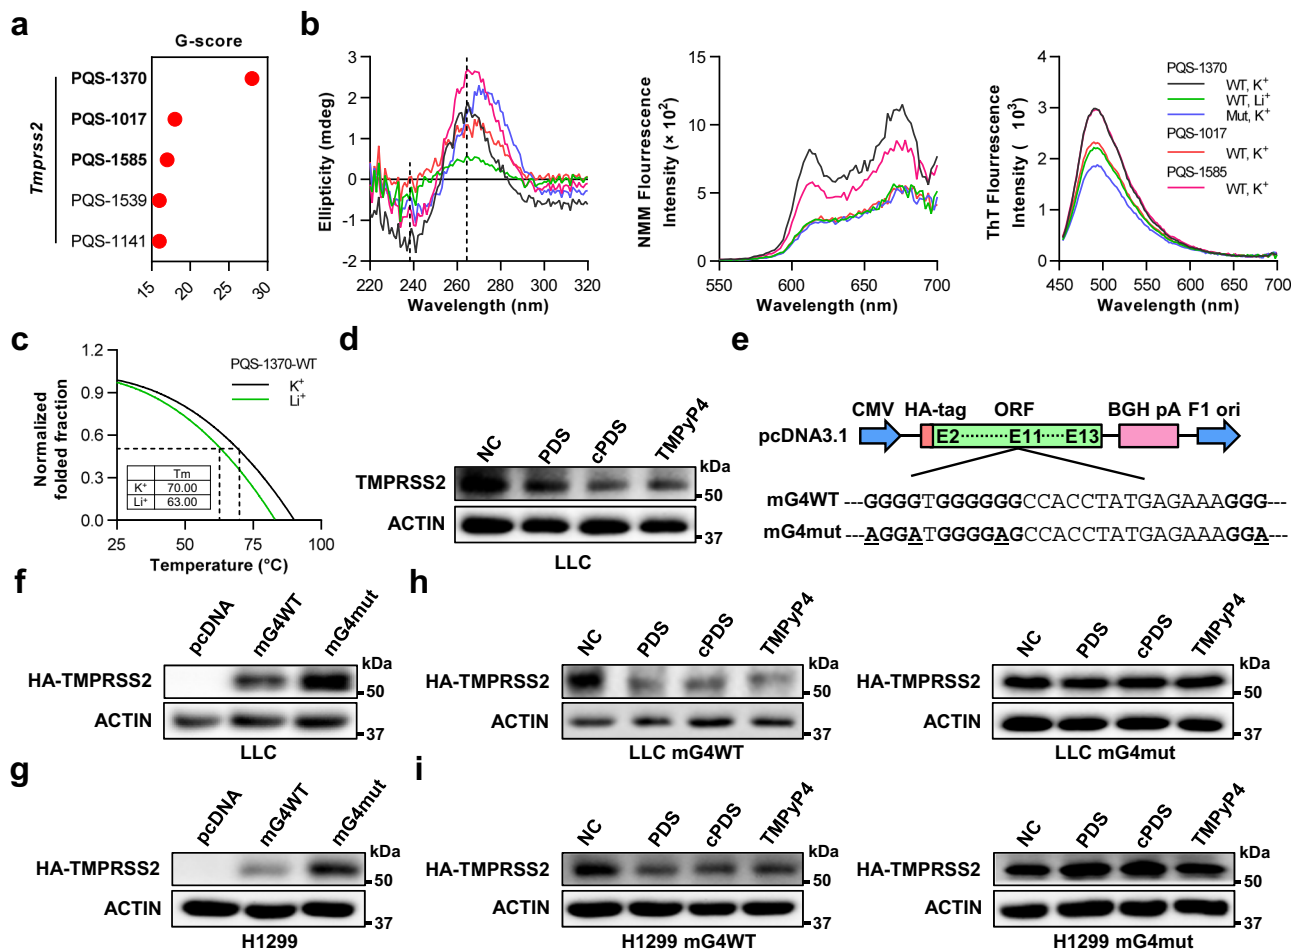 a
G-score
Tmprss2
PQS-1370
PQS-1017
PQS-1585
PQS-1539
PQS-1141
15
20
25
30
b
Ellipticity (mdeg)
3
2
1
0
-1
-2
220 240 260 280 300 320
Wavelength (nm)
NMM Flourrescence
Intensity (× 10²)
15
10
5
0
550 600 650 700
Wavelength (nm)
ThT Flourrescence
Intensity ( 10³)
4
3
2
1
0
450 500 550 600 650 700
Wavelength (nm)
PQS-1370
WT, K⁺
WT, Li⁺
Mut, K⁺
PQS-1017
WT, K⁺
PQS-1585
WT, K⁺
c
Normalized
folded fraction
1.2
0.9
0.6
0.3
0.0
25 50 75 100
Temperature (°C)
PQS-1370-WT
K⁺
Li⁺
Tm
K⁺ 70.00
Li⁺ 63.00
d
NC PDS cPDS TMPyP4
kDa
TMPRSS2
50
ACTIN
37
LLC
e
CMV HA-tag ORF BGH pA F1 ori
pcDNA3.1
E2 E11 E13
mG4WT ---GGGGTGGGGGGCCACCTATGAGAAAGGG---
mG4mut ---AGGATGGGGAGCCACCTATGAGAAAGGA---
f
pcDNA mG4WT mG4mut
kDa
HA-TMPRSS2
50
ACTIN
37
LLC
h
NC PDS cPDS TMPyP4
kDa
HA-TMPRSS2
50
ACTIN
37
LLC mG4WT
NC PDS cPDS TMPyP4
kDa
HA-TMPRSS2
50
ACTIN
37
LLC mG4mut
g
pcDNA mG4WT mG4mut
kDa
HA-TMPRSS2
50
ACTIN
37
H1299
i
NC PDS cPDS TMPyP4
kDa
HA-TMPRSS2
50
ACTIN
37
H1299 mG4WT
NC PDS cPDS TMPyP4
kDa
HA-TMPRSS2
50
ACTIN
37
H1299 mG4mut